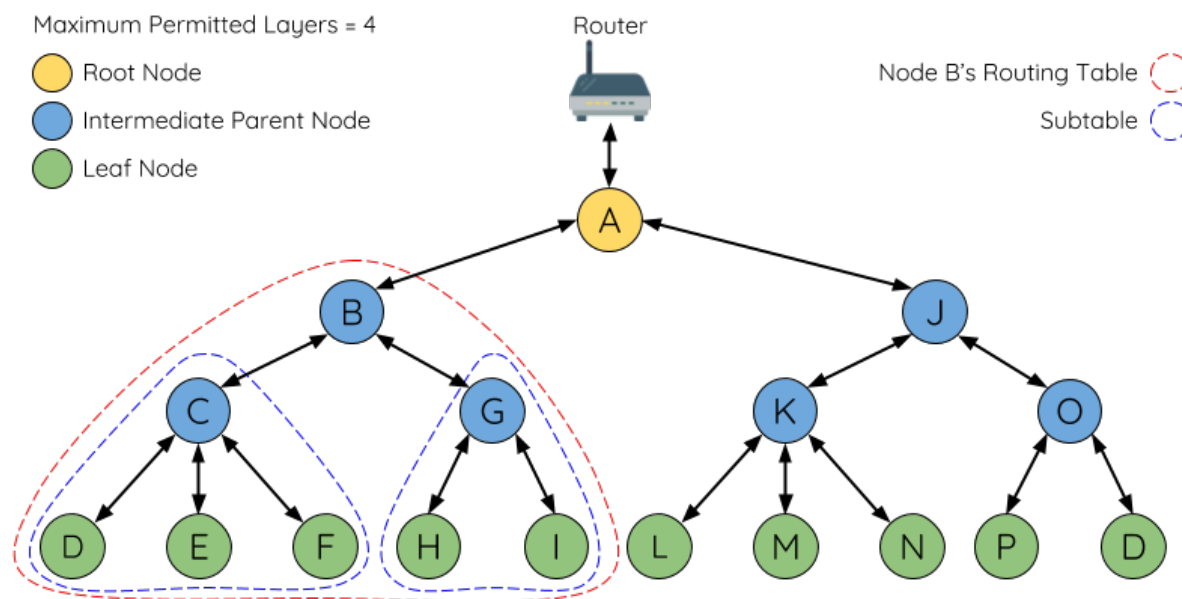 Maximum Permitted Layers = 4
Router
Root Node
Node B's Routing Table
Intermediate Parent Node
Subtable
Leaf Node
A
B
J
C
G
K
O
D
E
F
H
I
L
M
N
P
D